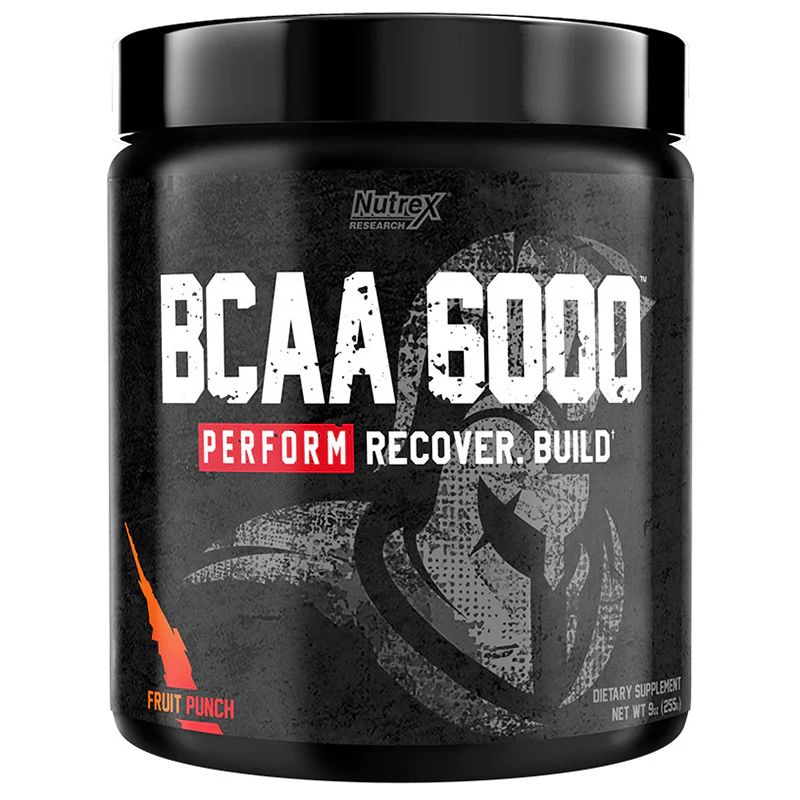 Nutrex®
RESEARCH
BCAA 6000™
PERFORM RECOVER. BUILD†
FRUIT PUNCH
DIETARY SUPPLEMENT
NET WT 9oz (255g)